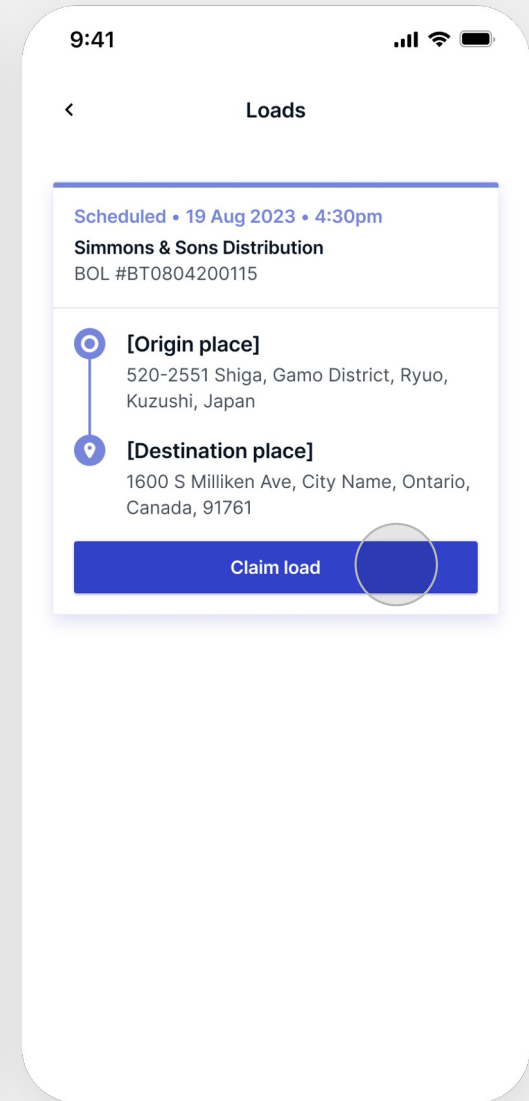 9:41
Loads
Scheduled • 19 Aug 2023 • 4:30pm
Simmons & Sons Distribution
BOL #BT0804200115
[Origin place]
520-2551 Shiga, Gamo District, Ryuo,
Kuzushi, Japan
[Destination place]
1600 S Milliken Ave, City Name, Ontario,
Canada, 91761
Claim load